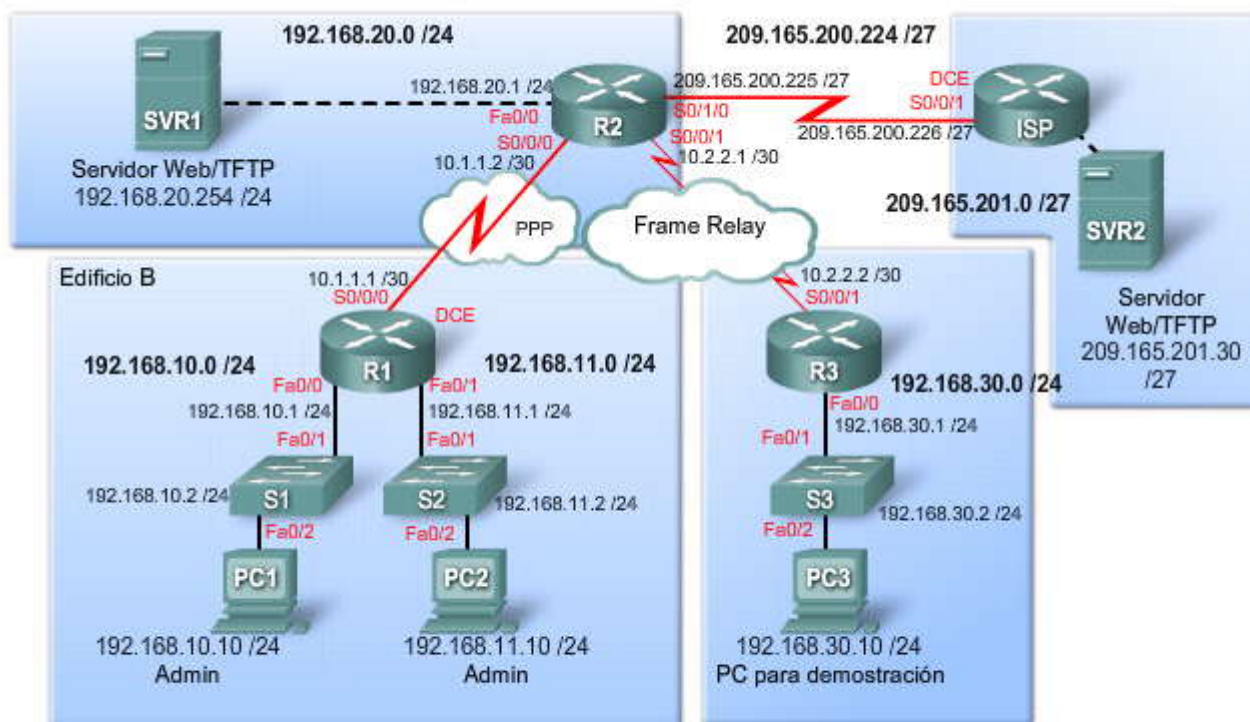 192.168.20.0 /24
209.165.200.224 /27
192.168.20.1 /24
209.165.200.225 /27
DCE
S0/0/1
SVR1
Fa0/0
R2
S0/1/0
ISP
S0/0/0
S0/0/1
209.165.200.226 /27
10.1.1.2 /30
10.2.2.1 /30
Servidor Web/TFTP
192.168.20.254 /24
209.165.201.0 /27
SVR2
PPP
Frame Relay
Edificio B
10.1.1.1 /30
S0/0/0
DCE
10.2.2.2 /30
S0/0/1
Servidor
Web/TFTP
209.165.201.30
/27
192.168.10.0 /24
R1
192.168.11.0 /24
R3
192.168.30.0 /24
Fa0/0
Fa0/1
Fa0/0
192.168.10.1 /24
192.168.11.1 /24
192.168.30.1 /24
Fa0/1
Fa0/1
Fa0/1
192.168.10.2 /24
S1
S2
192.168.11.2 /24
S3
192.168.30.2 /24
Fa0/2
Fa0/2
Fa0/2
PC1
PC2
PC3
192.168.10.10 /24
Admin
192.168.11.10 /24
Admin
192.168.30.10 /24
PC para demostración